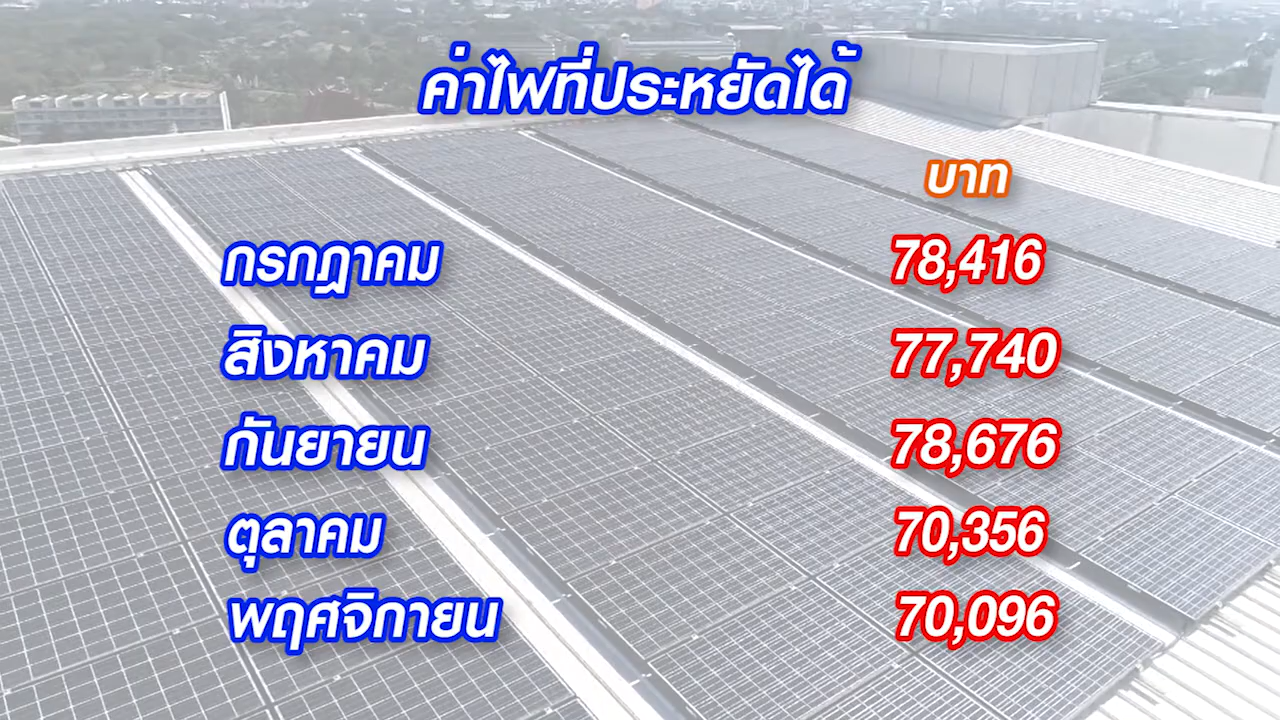 ค่าไฟที่ประหยัดได้
บาท
กรกฎาคม 78,416
สิงหาคม 77,740
กันยายน 78,676
ตุลาคม 70,356
พฤศจิกายน 70,096